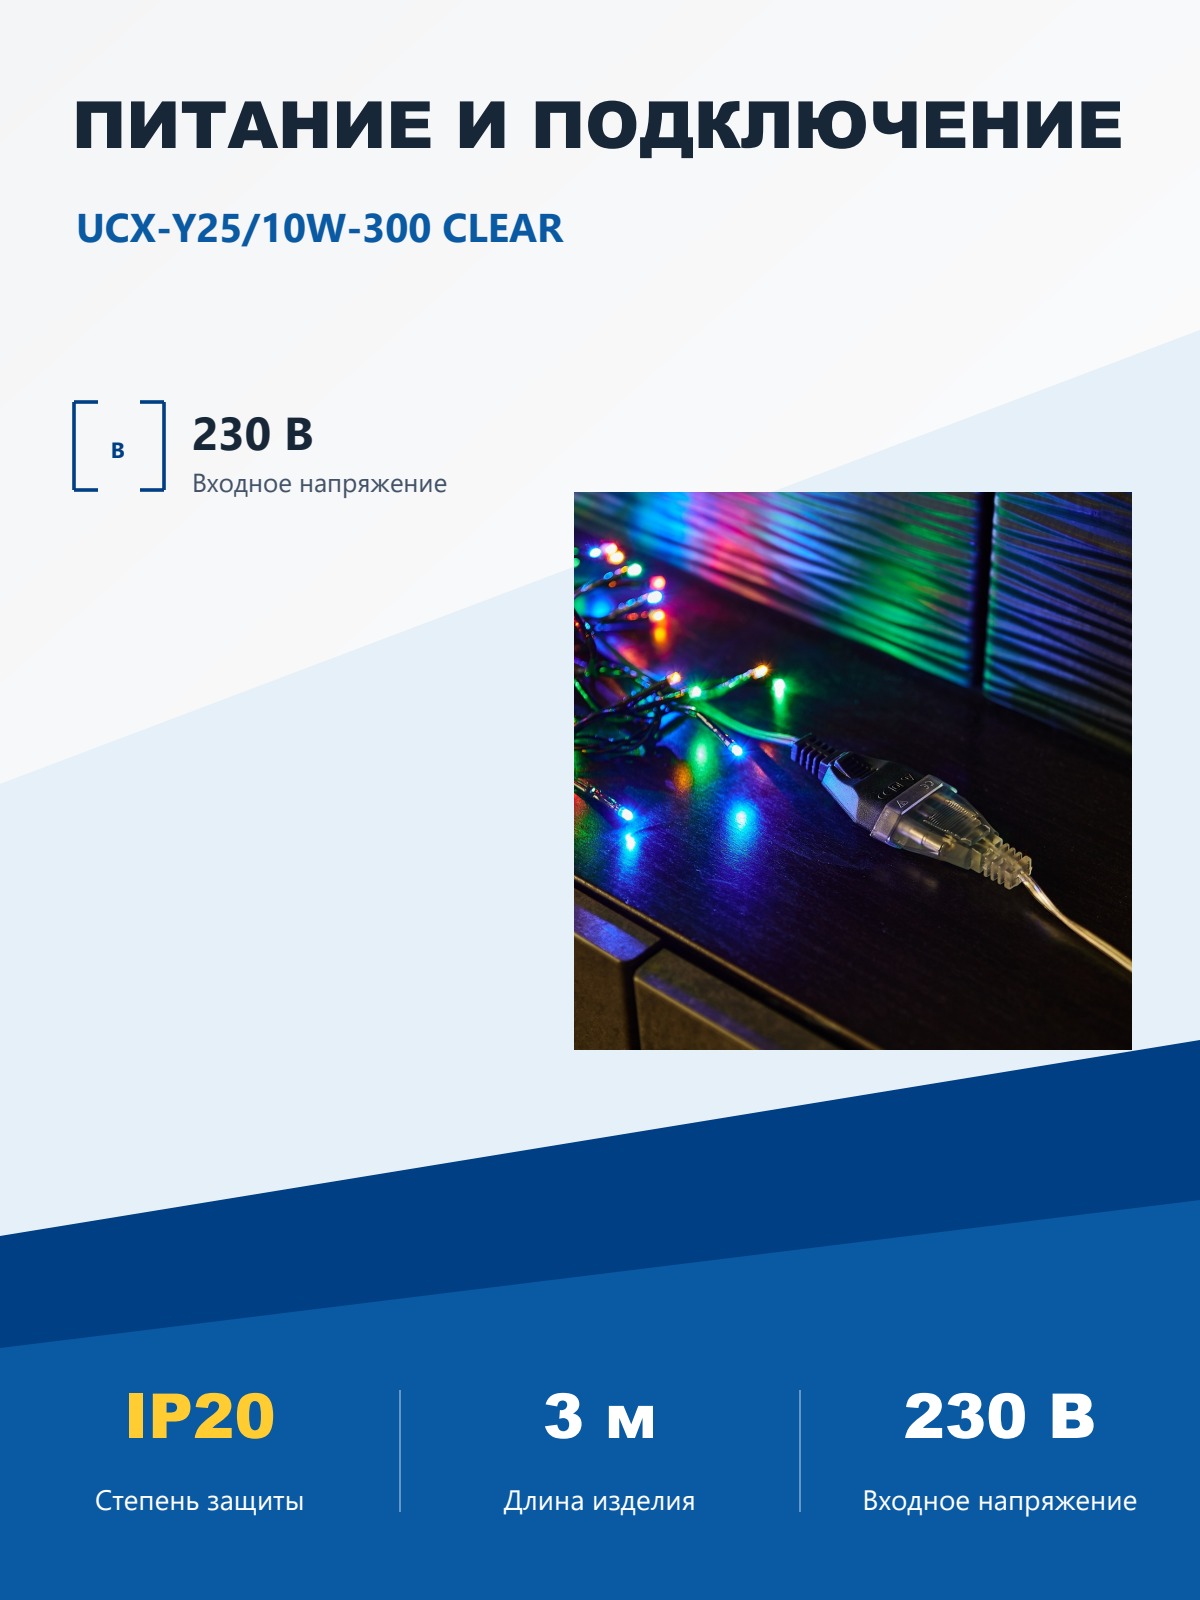 ПИТАНИЕ И ПОДКЛЮЧЕНИЕ
UCX-Y25/10W-300 CLEAR
В
230 В
Входное напряжение
IP20
3 м
230 В
Степень защиты
Длина изделия
Входное напряжение